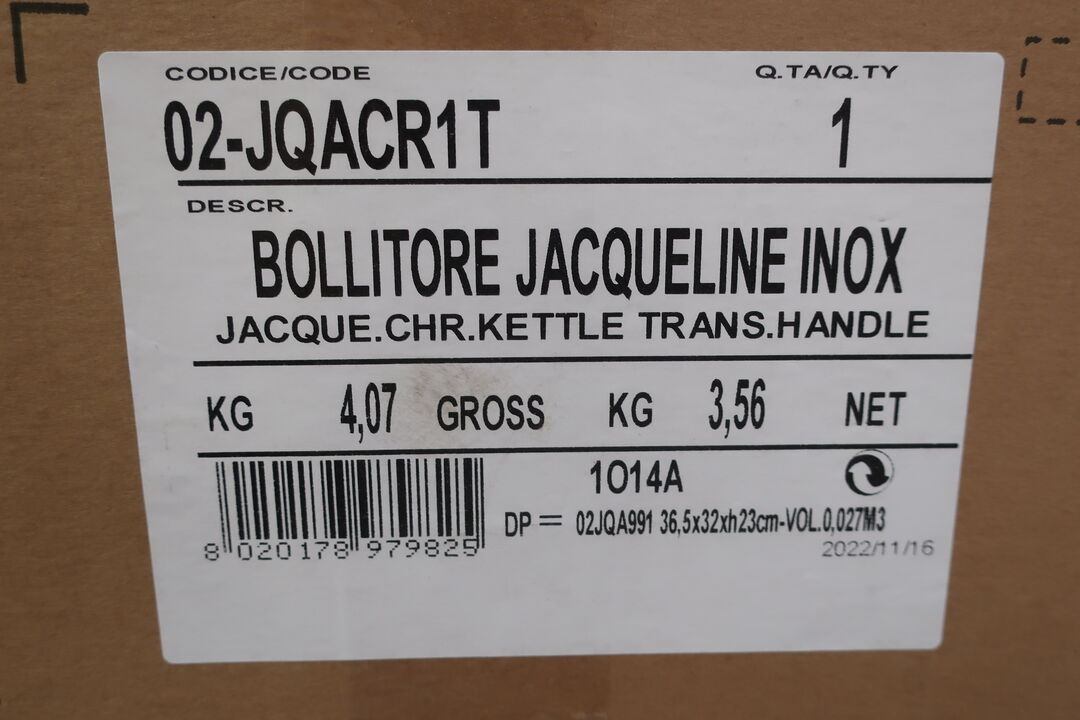 CODICE/CODE Q.TA/Q.TY
02-JQACR1T 1
DESCR.
BOLLITORE JACQUELINE INOX
JACQUE.CHR.KETTLE TRANS.HANDLE
KG 4,07 GROSS KG 3,56 NET
1O14A
DP = 02JQA991 36,5x32xh23cm-VOL.0,027M3
8 020178 979825
2022/11/16